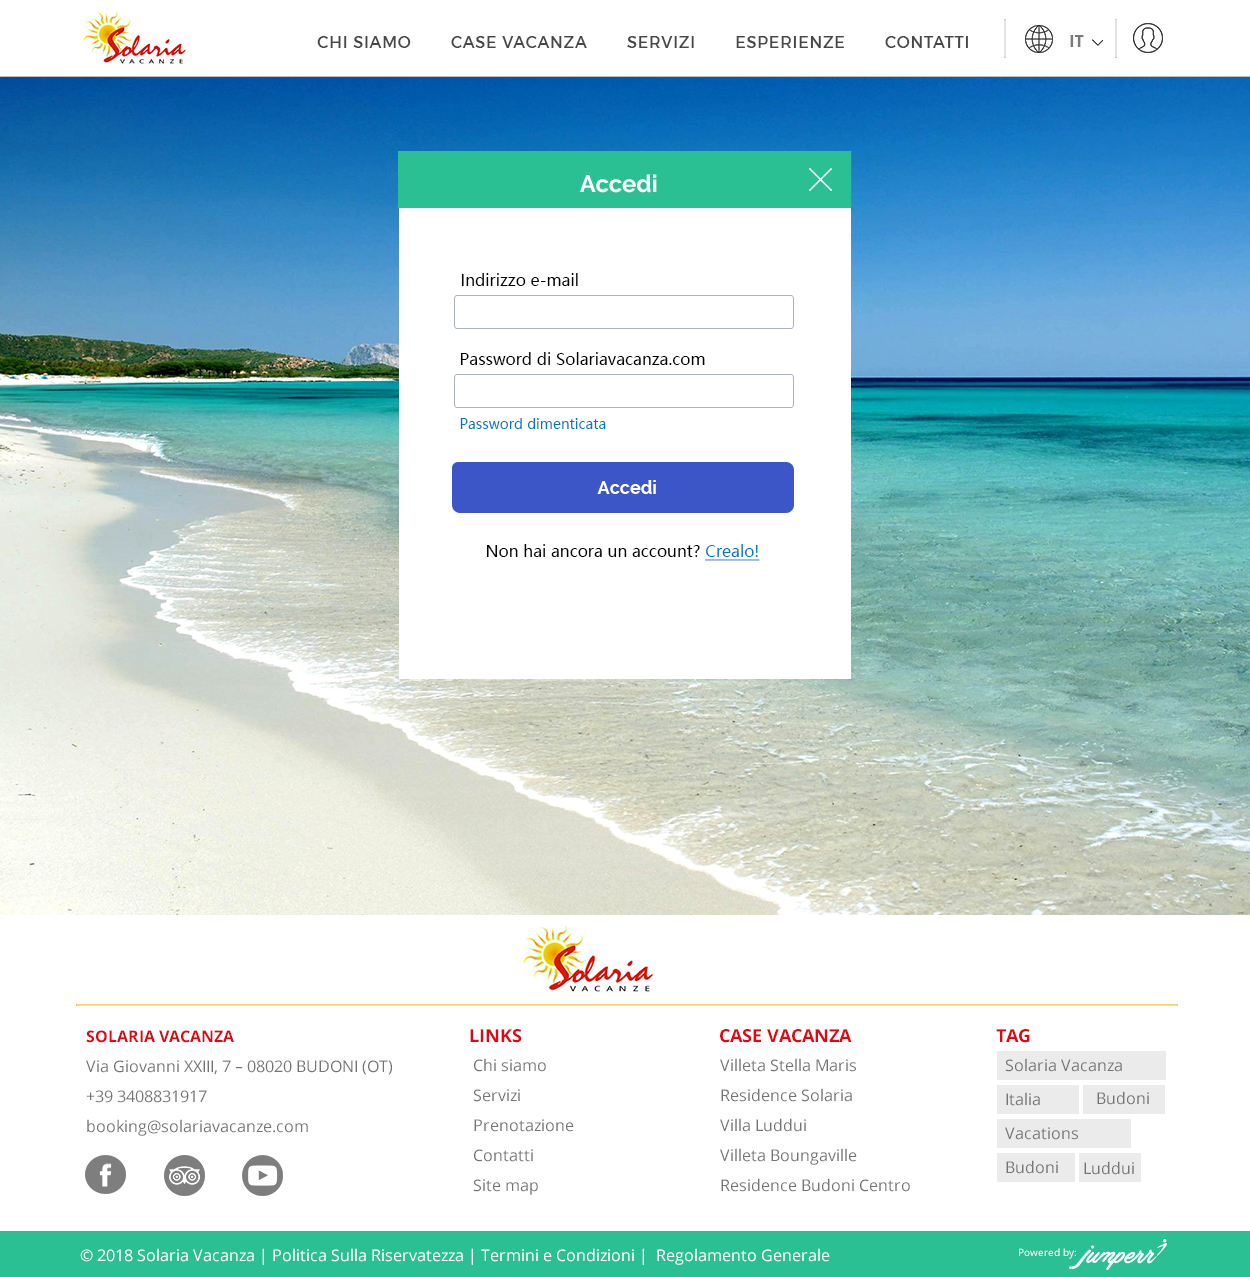 Solaria
VACANZE
CHI SIAMO
CASE VACANZA
SERVIZI
ESPERIENZE
CONTATTI
IT
Accedi
Indirizzo e-mail
Password di Solariavacanza.com
Password dimenticata
Accedi
Non hai ancora un account? Crealo!
Solaria
VACANZE
SOLARIA VACANZA
Via Giovanni XXIII, 7 – 08020 BUDONI (OT)
+39 3408831917
booking@solariavacanze.com
LINKS
Chi siamo
Servizi
Prenotazione
Contatti
Site map
CASE VACANZA
Villeta Stella Maris
Residence Solaria
Villa Luddui
Villeta Boungaville
Residence Budoni Centro
TAG
Solaria Vacanza
Italia
Budoni
Vacations
Budoni
Luddui
© 2018 Solaria Vacanza | Politica Sulla Riservatezza | Termini e Condizioni | Regolamento Generale
Powered by: jumperr